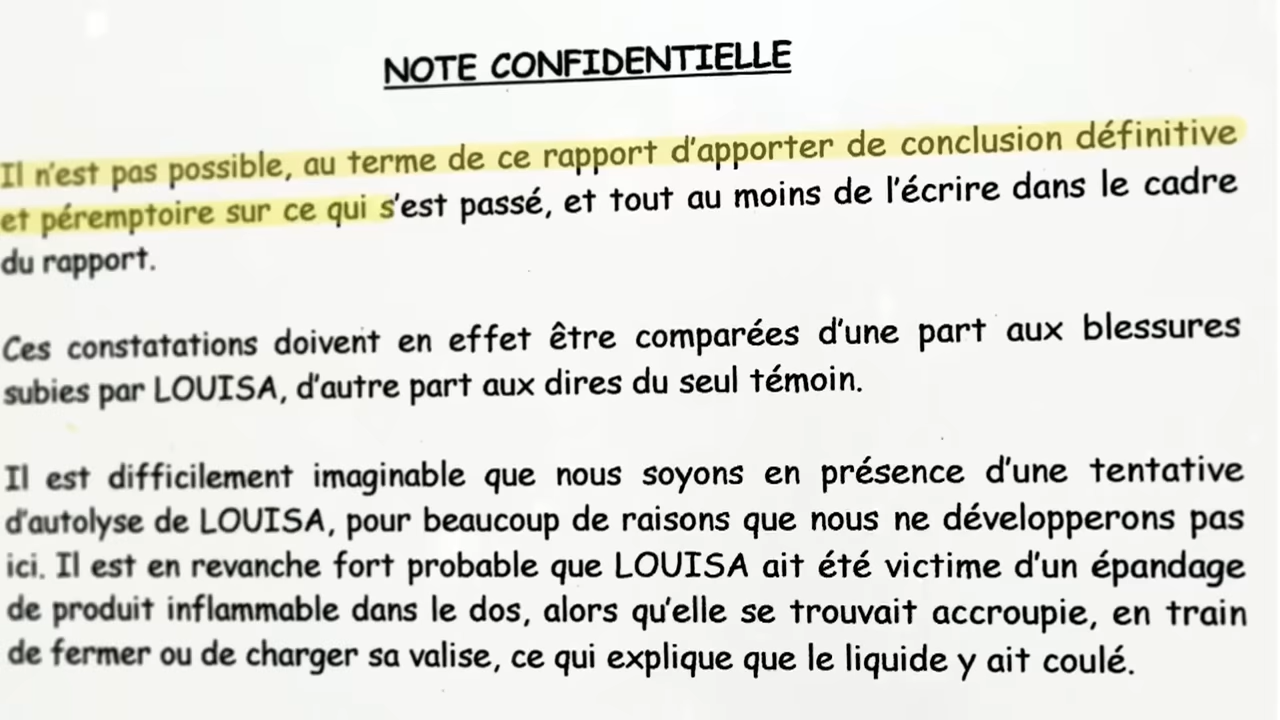 NOTE CONFIDENTIELLE
Il n'est pas possible, au terme de ce rapport d'apporter de conclusion définitive
et péremptoire sur ce qui s'est passé, et tout au moins de l'écrire dans le cadre
du rapport.
Ces constatations doivent en effet être comparées d'une part aux blessures
subies par LOUISA, d'autre part aux dires du seul témoin.
Il est difficilement imaginable que nous soyons en présence d'une tentative
d'autolyse de LOUISA, pour beaucoup de raisons que nous ne développerons pas
ici. Il est en revanche fort probable que LOUISA ait été victime d'un épandage
de produit inflammable dans le dos, alors qu'elle se trouvait accroupie, en train
de fermer ou de charger sa valise, ce qui explique que le liquide y ait coulé.